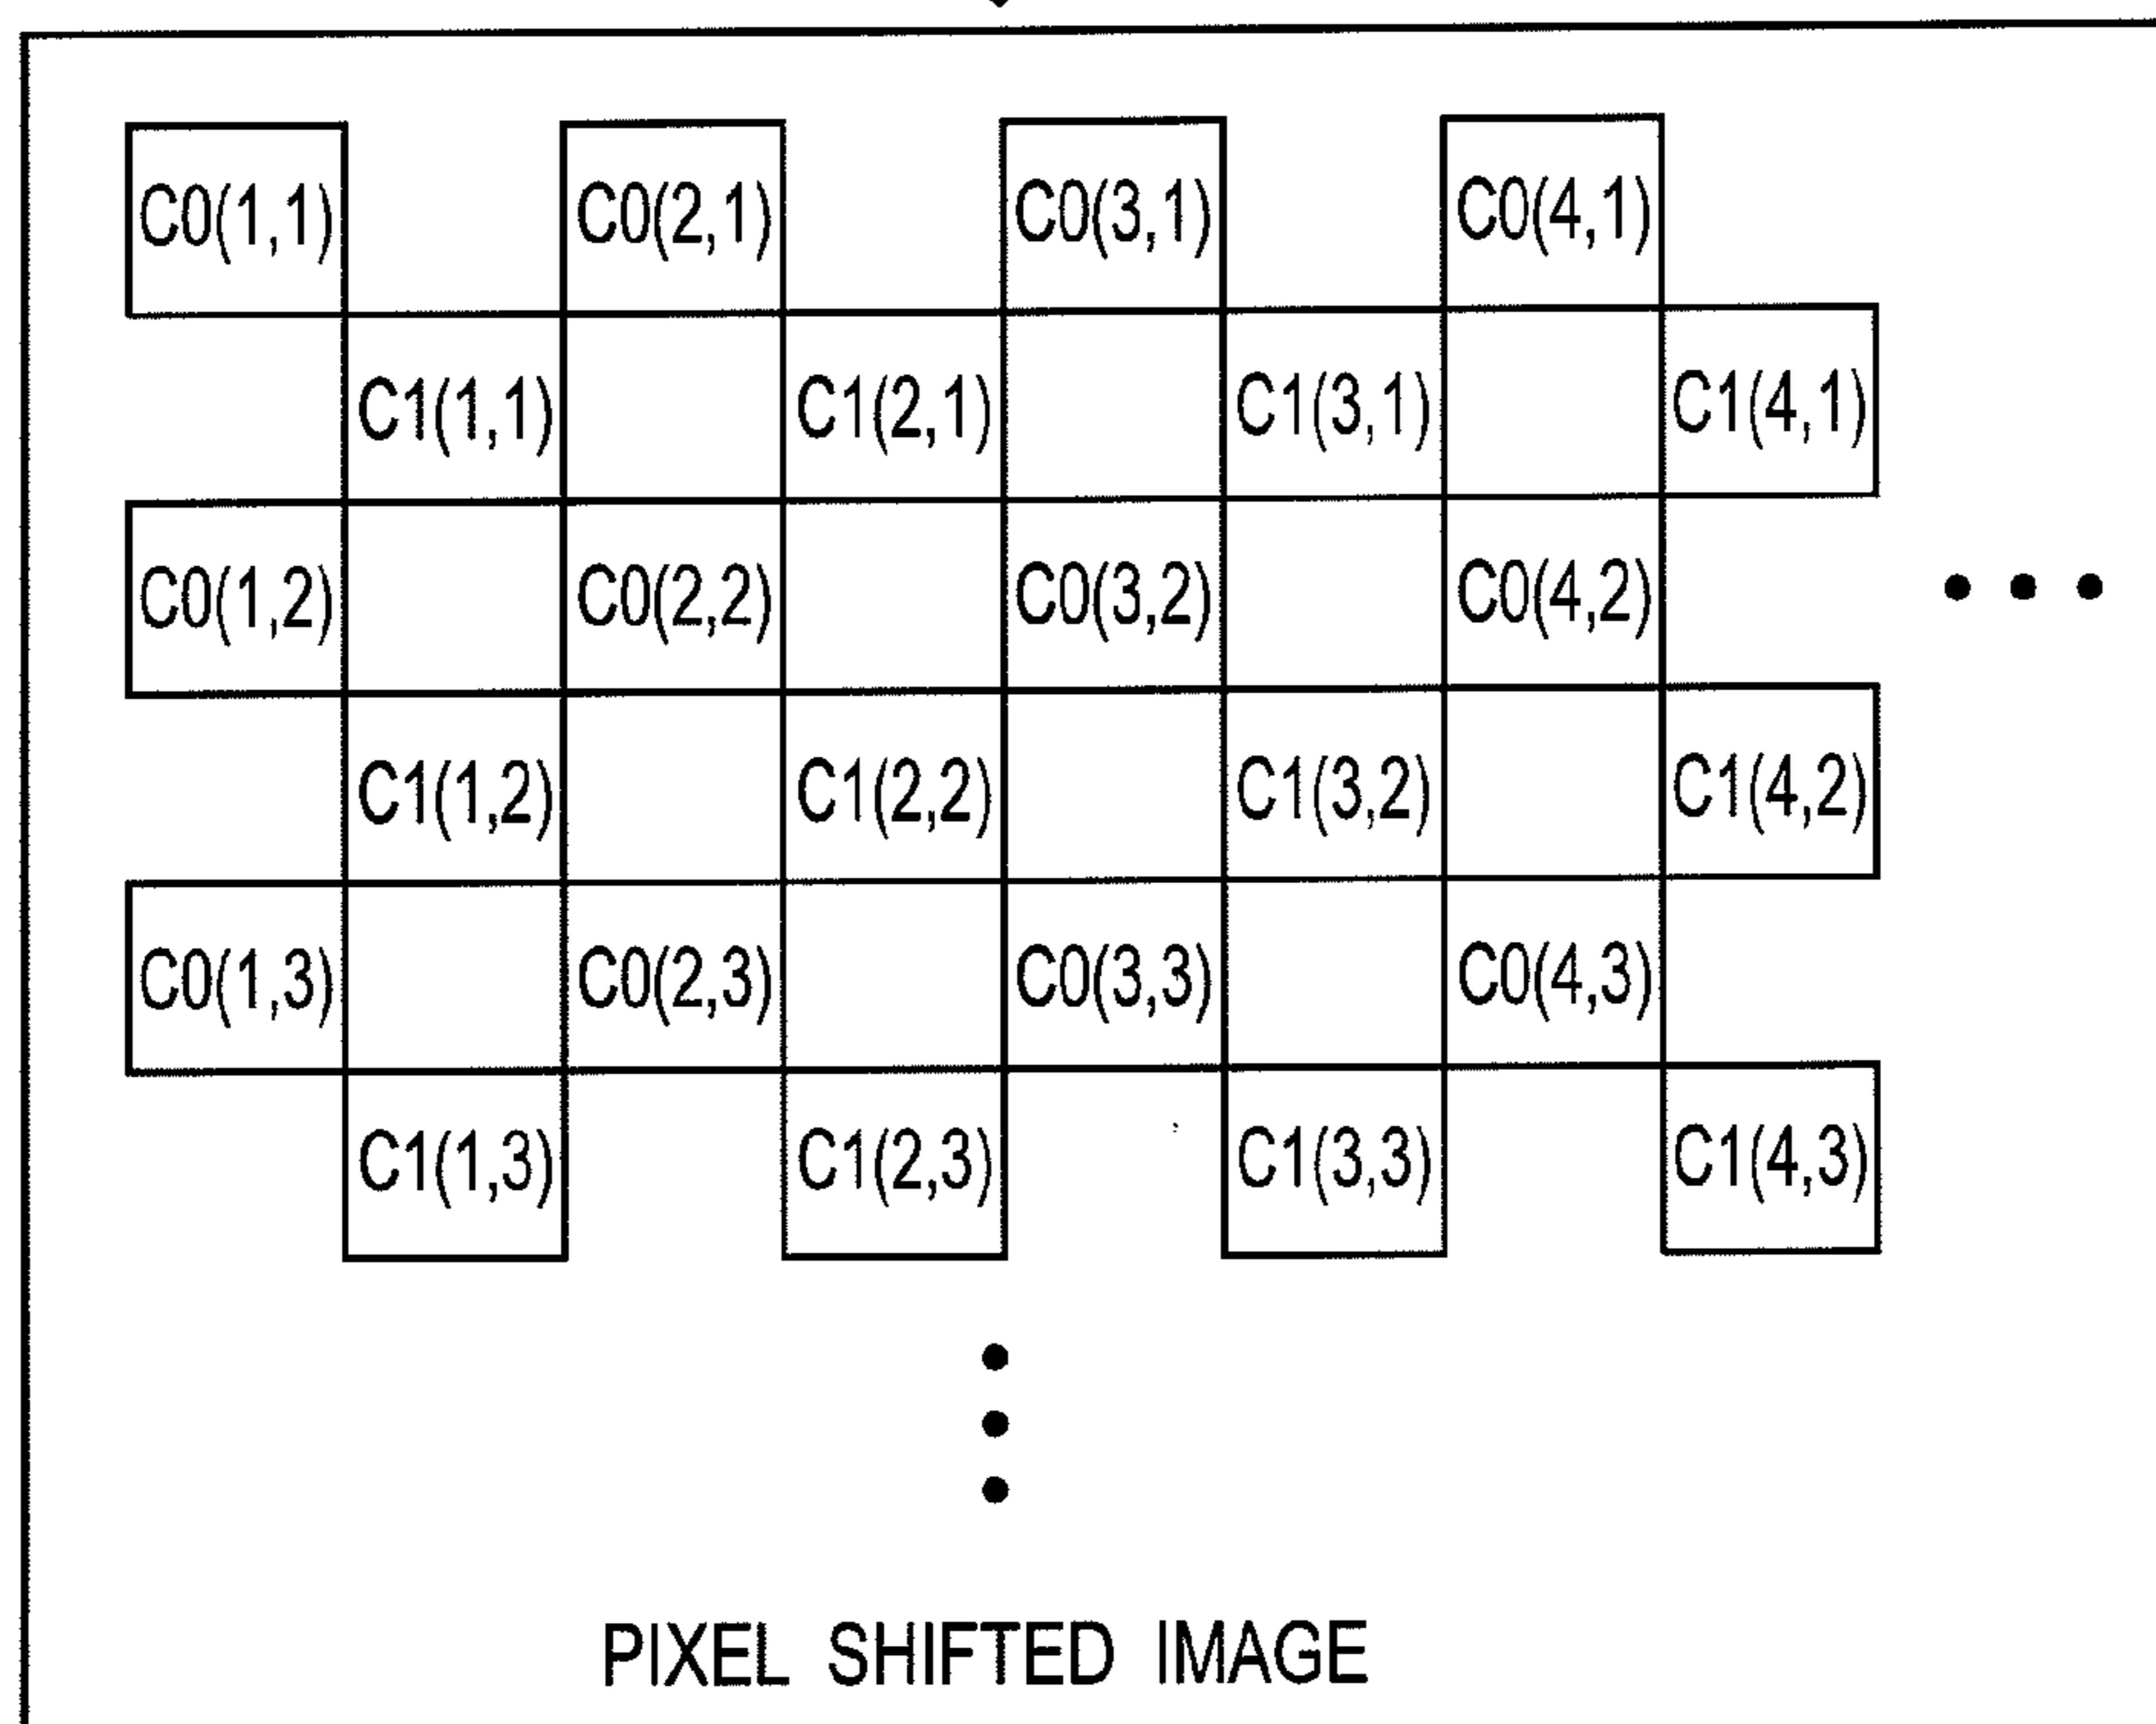 C0(1,1) C0(2,1) C0(3,1) C0(4,1)
C1(1,1) C1(2,1) C1(3,1) C1(4,1)
C0(1,2) C0(2,2) C0(3,2) C0(4,2)
C1(1,2) C1(2,2) C1(3,2) C1(4,2)
C0(1,3) C0(2,3) C0(3,3) C0(4,3)
C1(1,3) C1(2,3) C1(3,3) C1(4,3)
PIXEL SHIFTED IMAGE